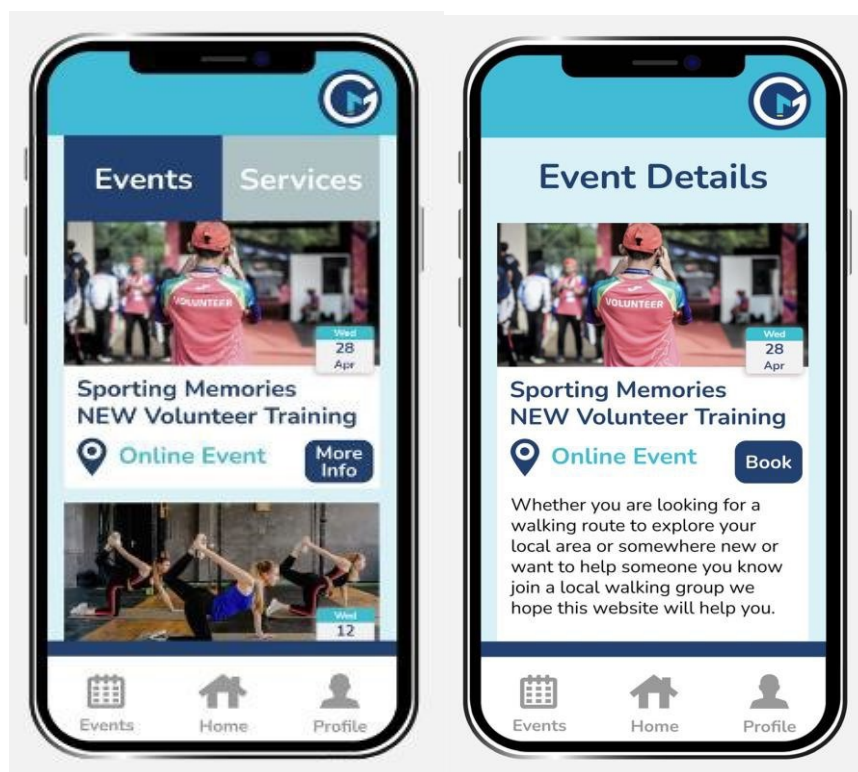 Events Services
VOLUNTEER
Wed
28
Apr
Sporting Memories
NEW Volunteer Training
Online Event
More
Info
Wed
12
Events Home Profile
Event Details
VOLUNTEER
Wed
28
Apr
Sporting Memories
NEW Volunteer Training
Online Event
Book
Whether you are looking for a
walking route to explore your
local area or somewhere new or
want to help someone you know
join a local walking group we
hope this website will help you.
Events Home Profile